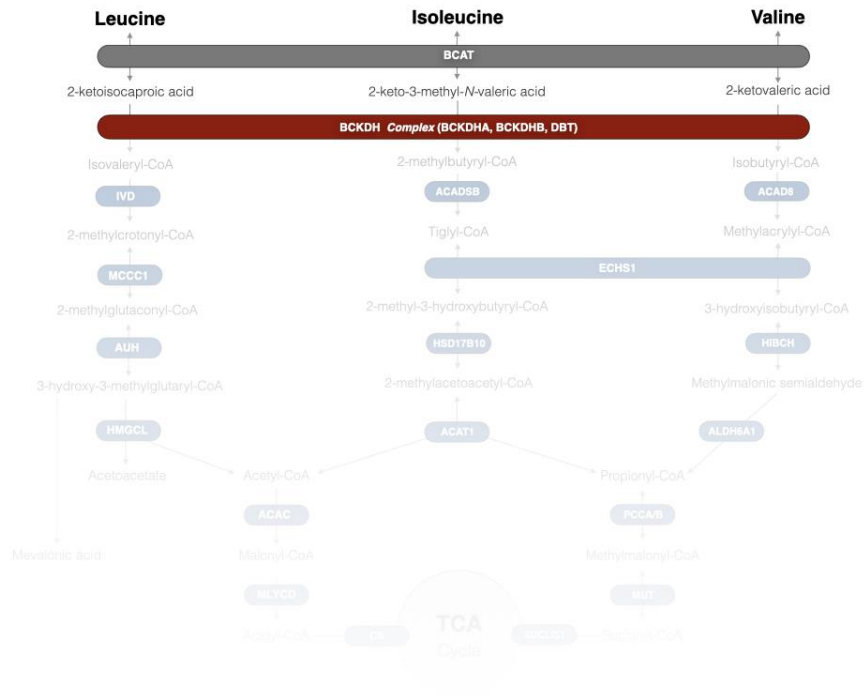 Leucine Isoleucine Valine
BCAT
2-ketoisocaproic acid 2-keto-3-methyl-N-valeric acid 2-ketovaleric acid
BCKDH Complex (BCKDHA, BCKDHB, DBT)
Isovaleryl-CoA 2-methylbutyryl-CoA Isobutyryl-CoA
IVD ACADSB ACAD8
2-methylcrotonyl-CoA Tiglyl-CoA Methylacrylyl-CoA
MCCC1 ECHS1
2-methylglutaconyl-CoA 2-methyl-3-hydroxybutyryl-CoA 3-hydroxyisobutyryl-CoA
AUH HSD17B10 HIBCH
3-hydroxy-3-methylglutaryl-CoA 2-methylacetoacetyl-CoA Methylmalonic semialdehyde
HMGCL ACAT1 ALDH6A1
Acetoacetate Acetyl-CoA Propionyl-CoA
ACAC PCCA/B
Mevalonic acid Malonyl-CoA Methylmalonyl-CoA
MLYCD MUT
TCA
Acetyl-CoA CS SUCLG1 Succinyl-CoA
Cycle